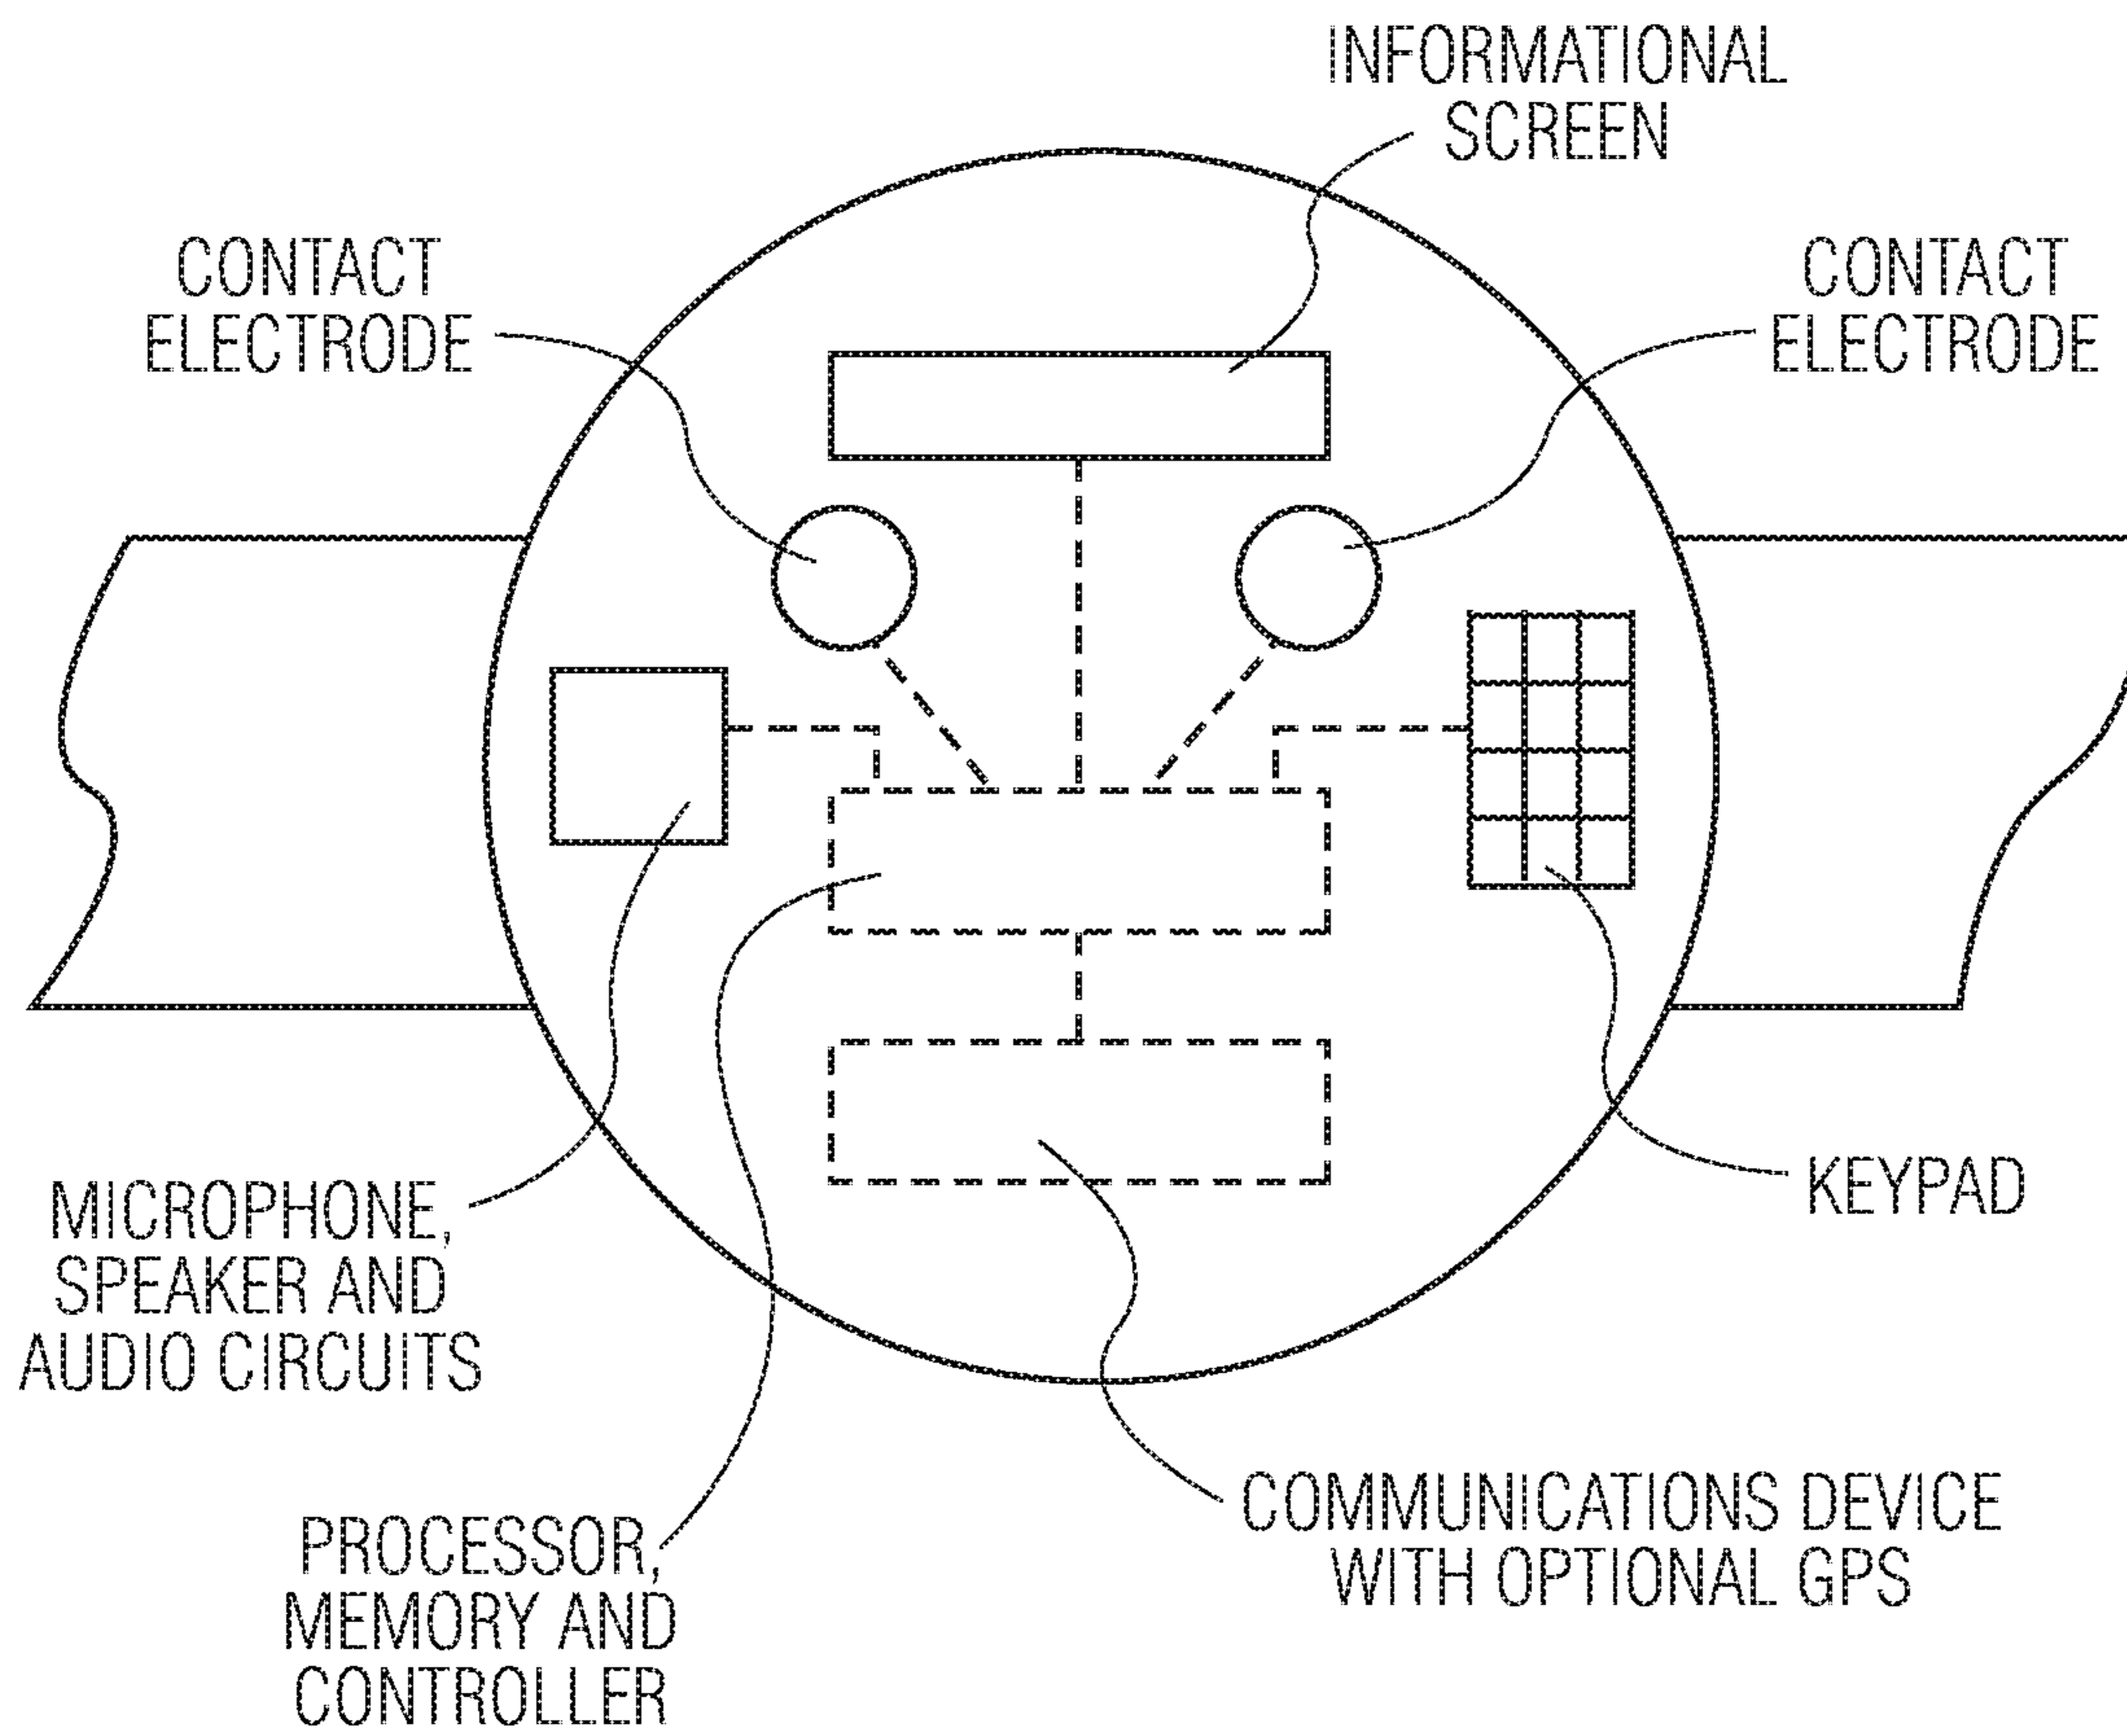 INFORMATIONAL
SCREEN
CONTACT
ELECTRODE
CONTACT
ELECTRODE
MICROPHONE,
SPEAKER AND
AUDIO CIRCUITS
KEYPAD
PROCESSOR,
MEMORY AND
CONTROLLER
COMMUNICATIONS DEVICE
WITH OPTIONAL GPS